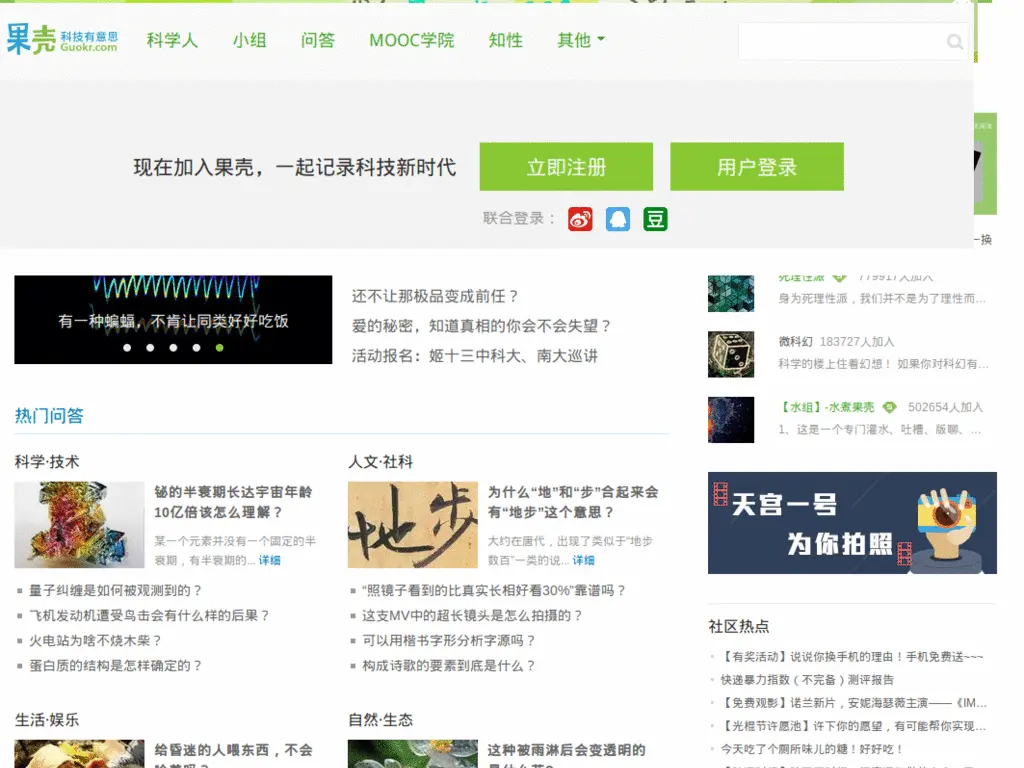 果壳 科技有意思
Guokr.com
科学人 小组 问答 MOOC学院 知性 其他
现在加入果壳，一起记录科技新时代 立即注册 用户登录
联合登录：
豆
一换
有一种蝙蝠，不肯让同类好好吃饭
还不让那极品变成前任？
爱的秘密，知道真相的你会不会失望？
活动报名：姬十三中科大、南大巡讲
热门问答
科学·技术
铋的半衰期长达宇宙年龄
10亿倍该怎么理解？
某一个元素并没有一个固定的半
衰期，有半衰期的... 详细
量子纠缠是如何被观测到的？
飞机发动机遭受鸟击会有什么样的后果？
火电站为啥不烧木柴？
蛋白质的结构是怎样确定的？
人文·社科
地步
为什么“地”和“步”合起来会
有“地步”这个意思？
大约在唐代，出现了类似于“地步
数百”一类的说... 详细
“照镜子看到的比真实长相好看30%”靠谱吗？
这支MV中的超长镜头是怎么拍摄的？
可以用楷书字形分析字源吗？
构成诗歌的要素到底是什么？
生活·娱乐
给昏迷的人喂东西，不会
自然·生态
这种被雨淋后会变透明的
死理性派 779917人加入
身为死理性派，我们并不是为了理性而...
微科幻 183727人加入
科学的楼上住着幻想！ 如果你对科幻有...
【水组】-水煮果壳 502654人加入
1、这是一个专门灌水、吐槽、版聊、...
天宫一号
为你拍照
社区热点
【有奖活动】说说你换手机的理由！手机免费送~~~
快递暴力指数（不完备）测评报告
【免费观影】诺兰新片，安妮海瑟薇主演——《IM...
【光棍节许愿池】许下你的愿望，有可能帮你实现...
今天吃了个厕所味儿的糖！好好吃！